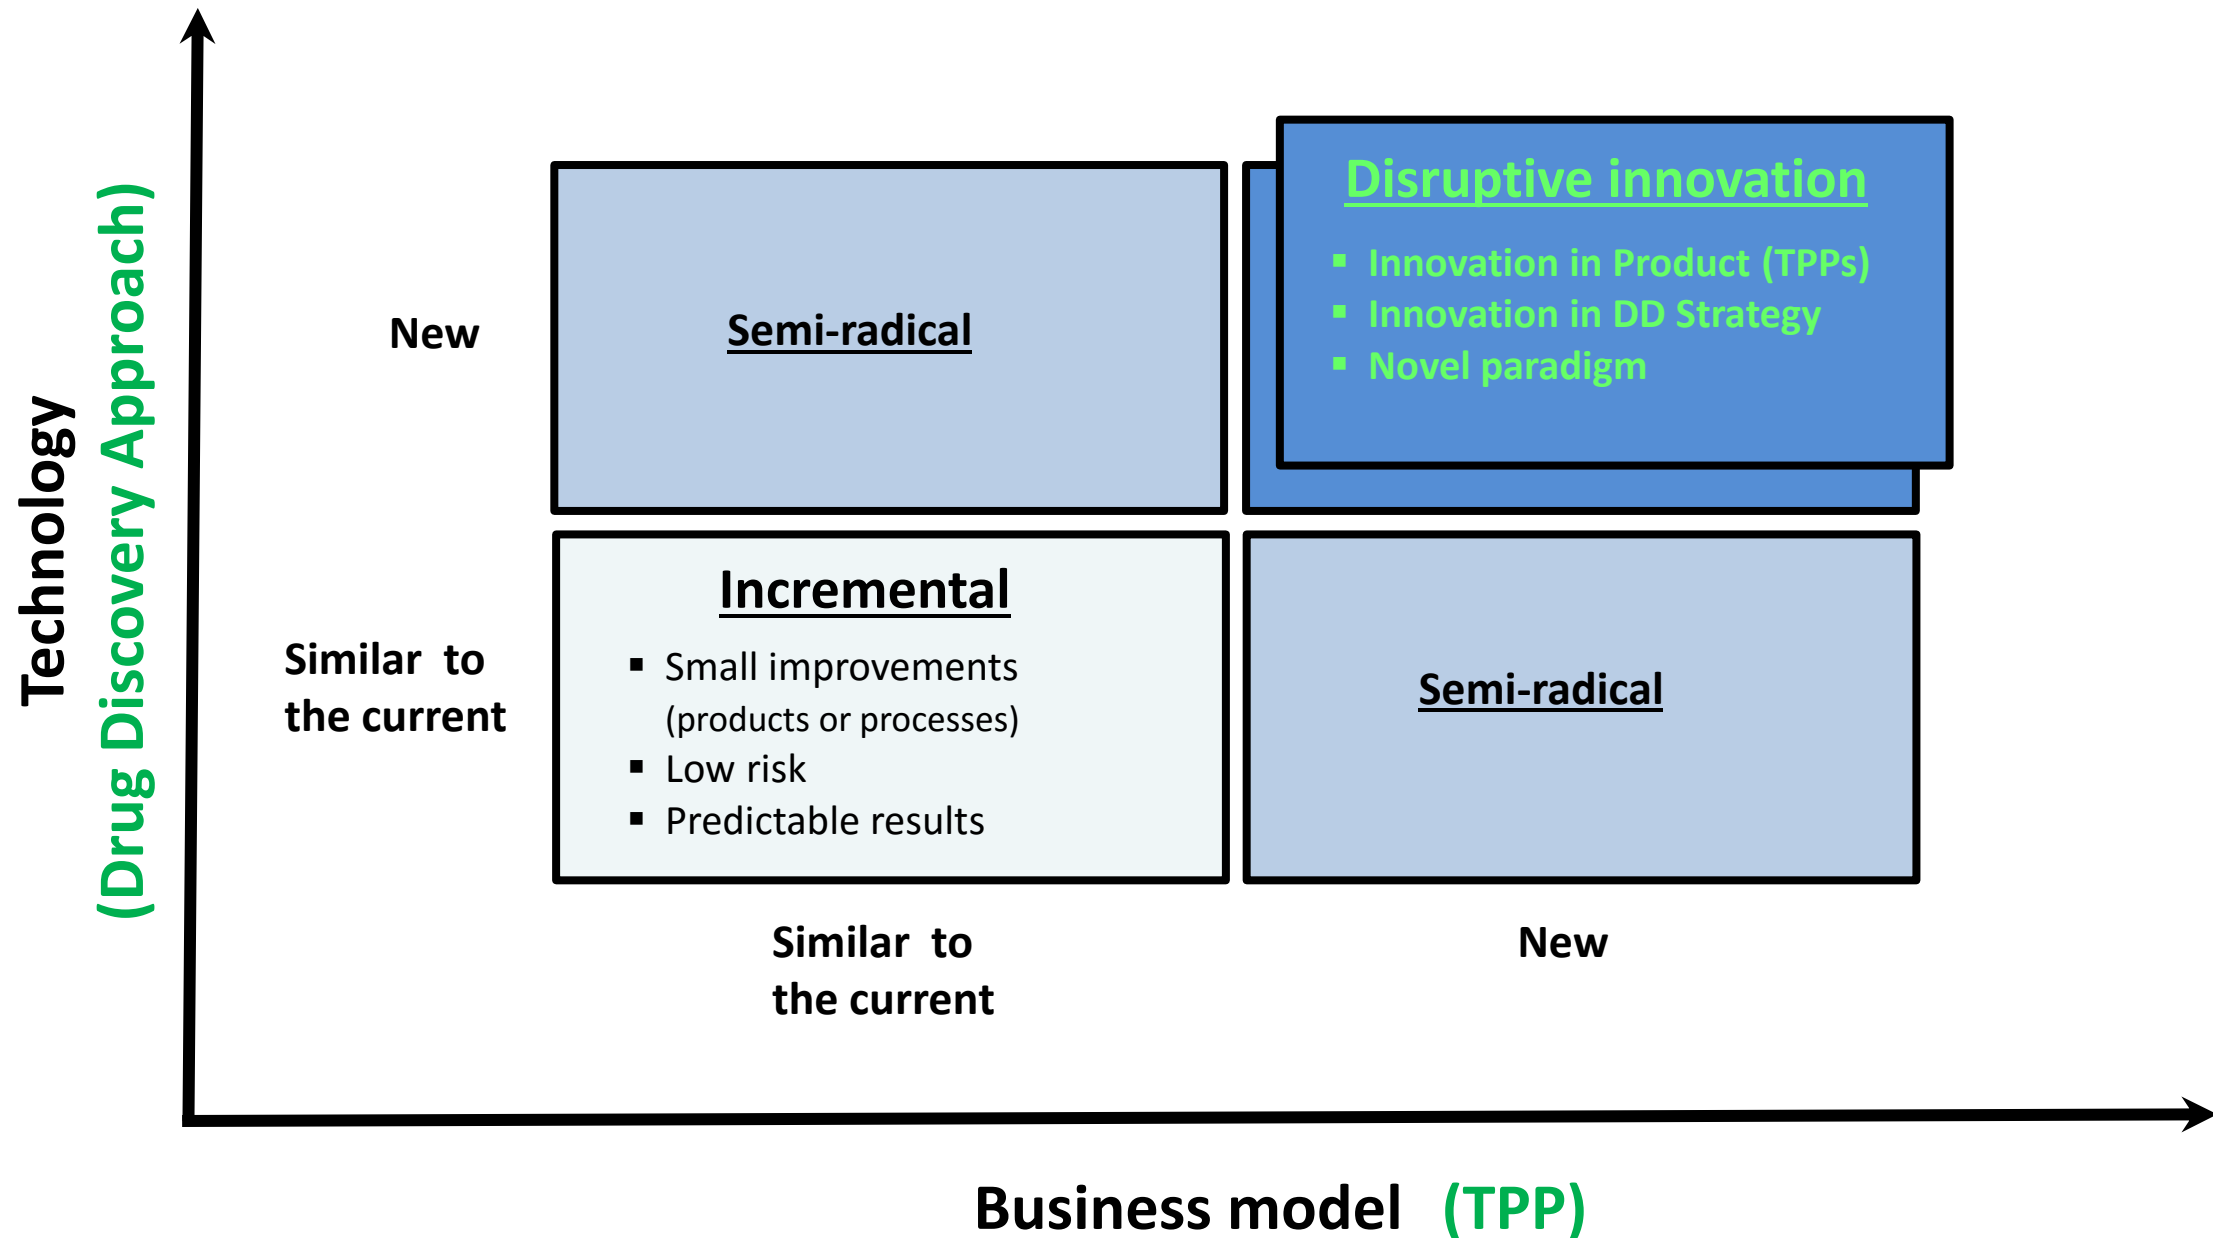 Technology
(Drug Discovery Approach)
New
Semi-radical
Disruptive innovation
▪ Innovation in Product (TPPs)
▪ Innovation in DD Strategy
▪ Novel paradigm
Similar to
the current
Incremental
▪ Small improvements
(products or processes)
▪ Low risk
▪ Predictable results
Semi-radical
Similar to
the current
New
Business model (TPP)